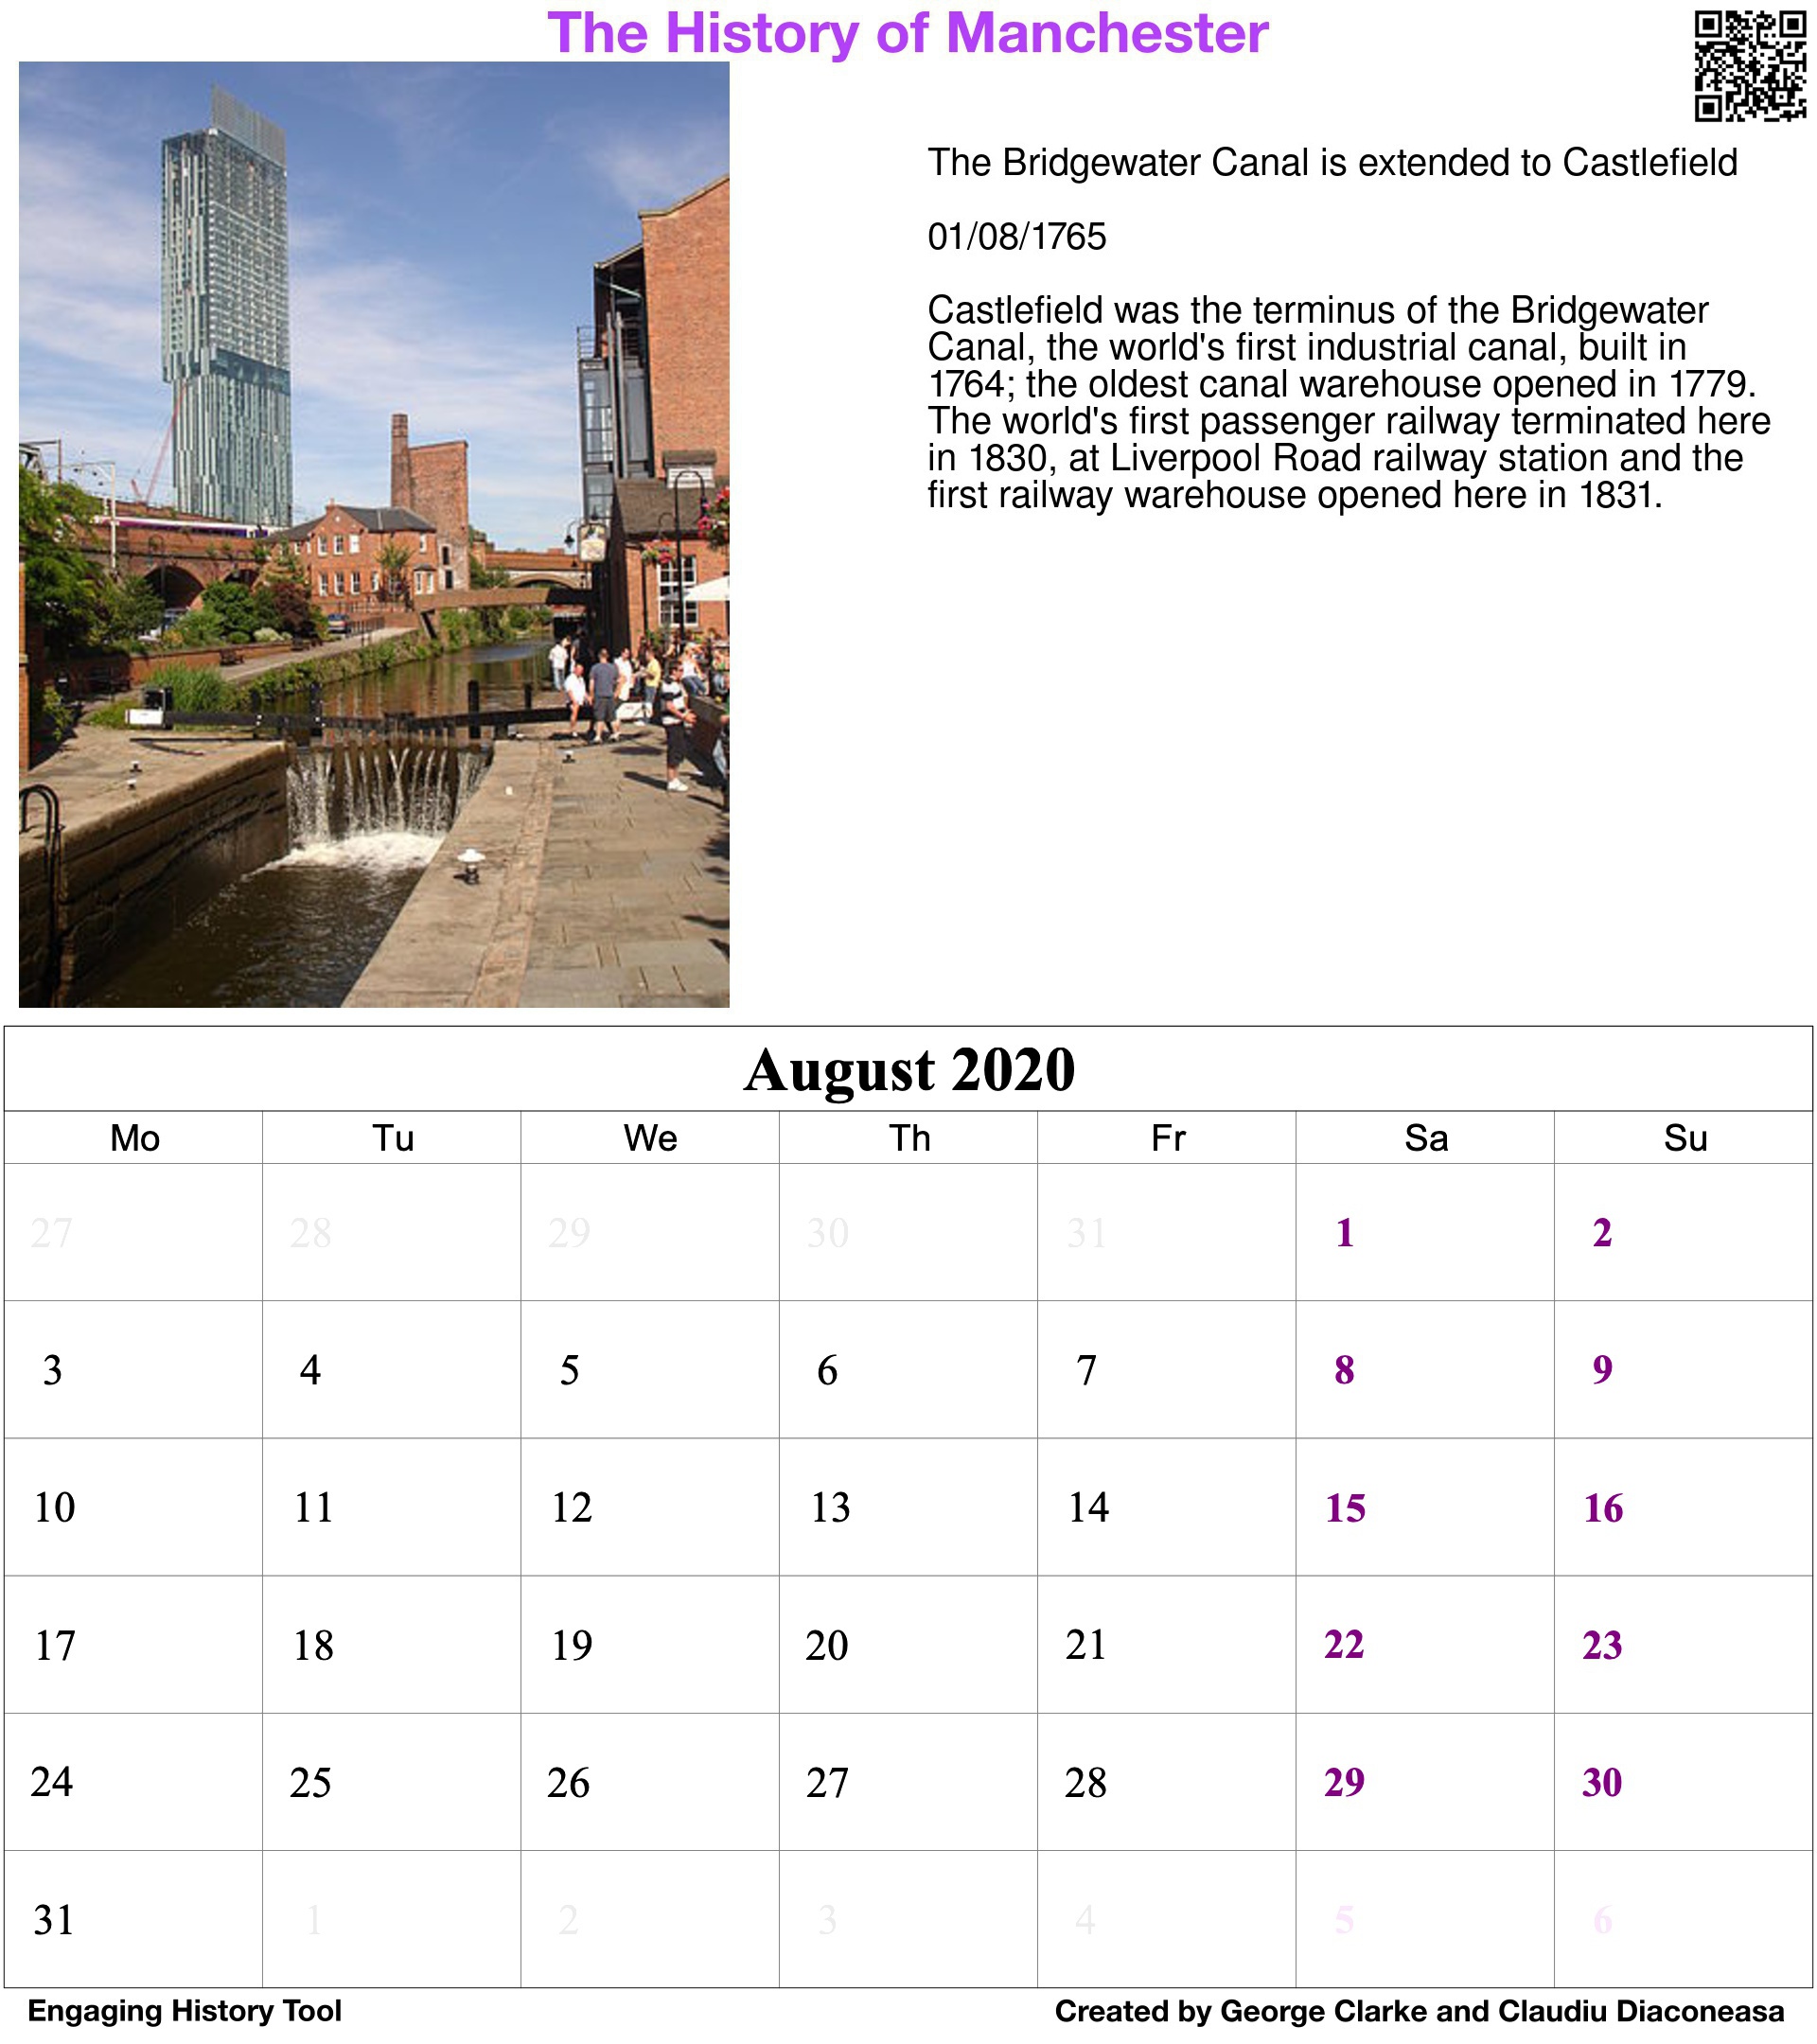 The History of Manchester
The Bridgewater Canal is extended to Castlefield
01/08/1765
Castlefield was the terminus of the Bridgewater
Canal, the world's first industrial canal, built in
1764; the oldest canal warehouse opened in 1779.
The world's first passenger railway terminated here
in 1830, at Liverpool Road railway station and the
first railway warehouse opened here in 1831.
August 2020
Mo Tu We Th Fr Sa Su
27 28 29 30 31 1 2
3 4 5 6 7 8 9
10 11 12 13 14 15 16
17 18 19 20 21 22 23
24 25 26 27 28 29 30
31 1 2 3 4 5 6
Engaging History Tool Created by George Clarke and Claudiu Diaconeasa